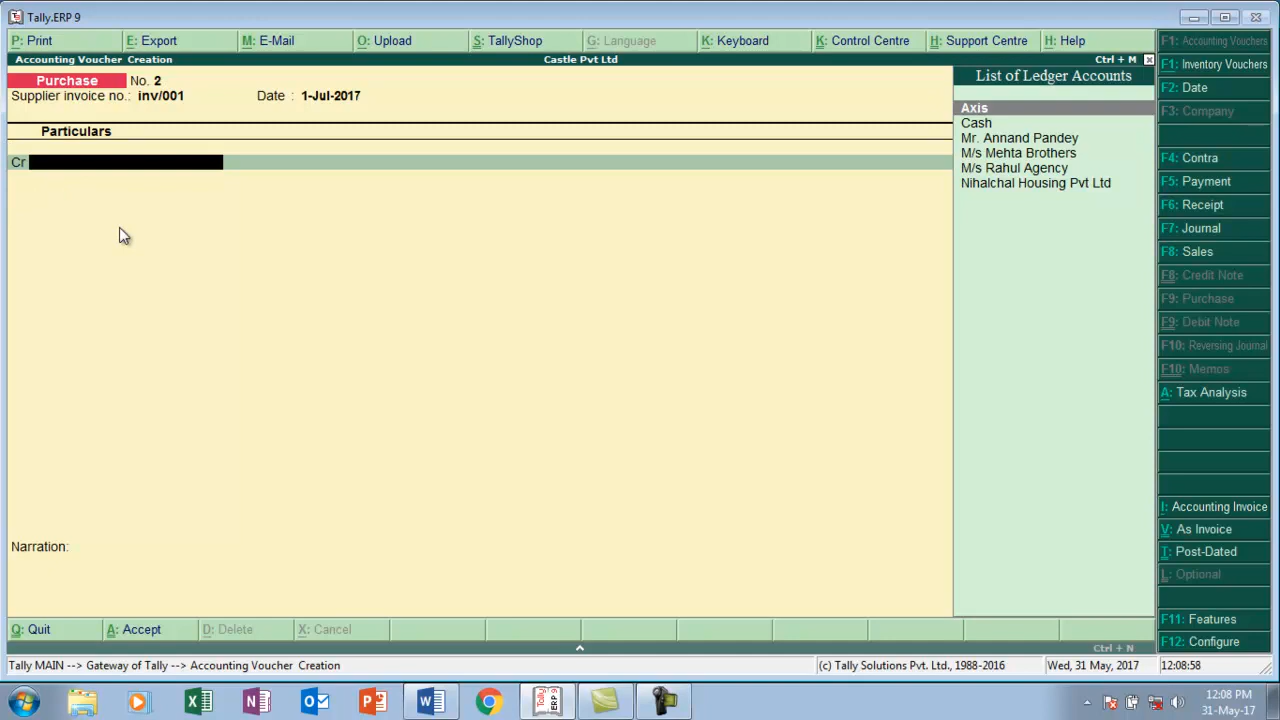 Tally.ERP 9
P: Print
E: Export
M: E-Mail
O: Upload
S: TallyShop
G: Language
K: Keyboard
K: Control Centre
H: Support Centre
H: Help
Accounting Voucher Creation
Castle Pvt Ltd
Ctrl + M
Purchase No. 2
Supplier invoice no.: inv/001
Date : 1-Jul-2017
Particulars
Cr
Narration:
List of Ledger Accounts
Axis
Cash
Mr. Annand Pandey
M/s Mehta Brothers
M/s Rahul Agency
Nihalchal Housing Pvt Ltd
F1: Accounting Vouchers
F1: Inventory Vouchers
F2: Date
F3: Company
F4: Contra
F5: Payment
F6: Receipt
F7: Journal
F8: Sales
F8: Credit Note
F9: Purchase
F9: Debit Note
F10: Reversing Journal
F10: Memos
A: Tax Analysis
I: Accounting Invoice
V: As Invoice
T: Post-Dated
L: Optional
F11: Features
F12: Configure
Q: Quit
A: Accept
D: Delete
X: Cancel
Ctrl + N
Tally MAIN --> Gateway of Tally --> Accounting Voucher Creation
(c) Tally Solutions Pvt. Ltd., 1988-2016
Wed, 31 May, 2017
12:08:58
12:08 PM
31-May-17